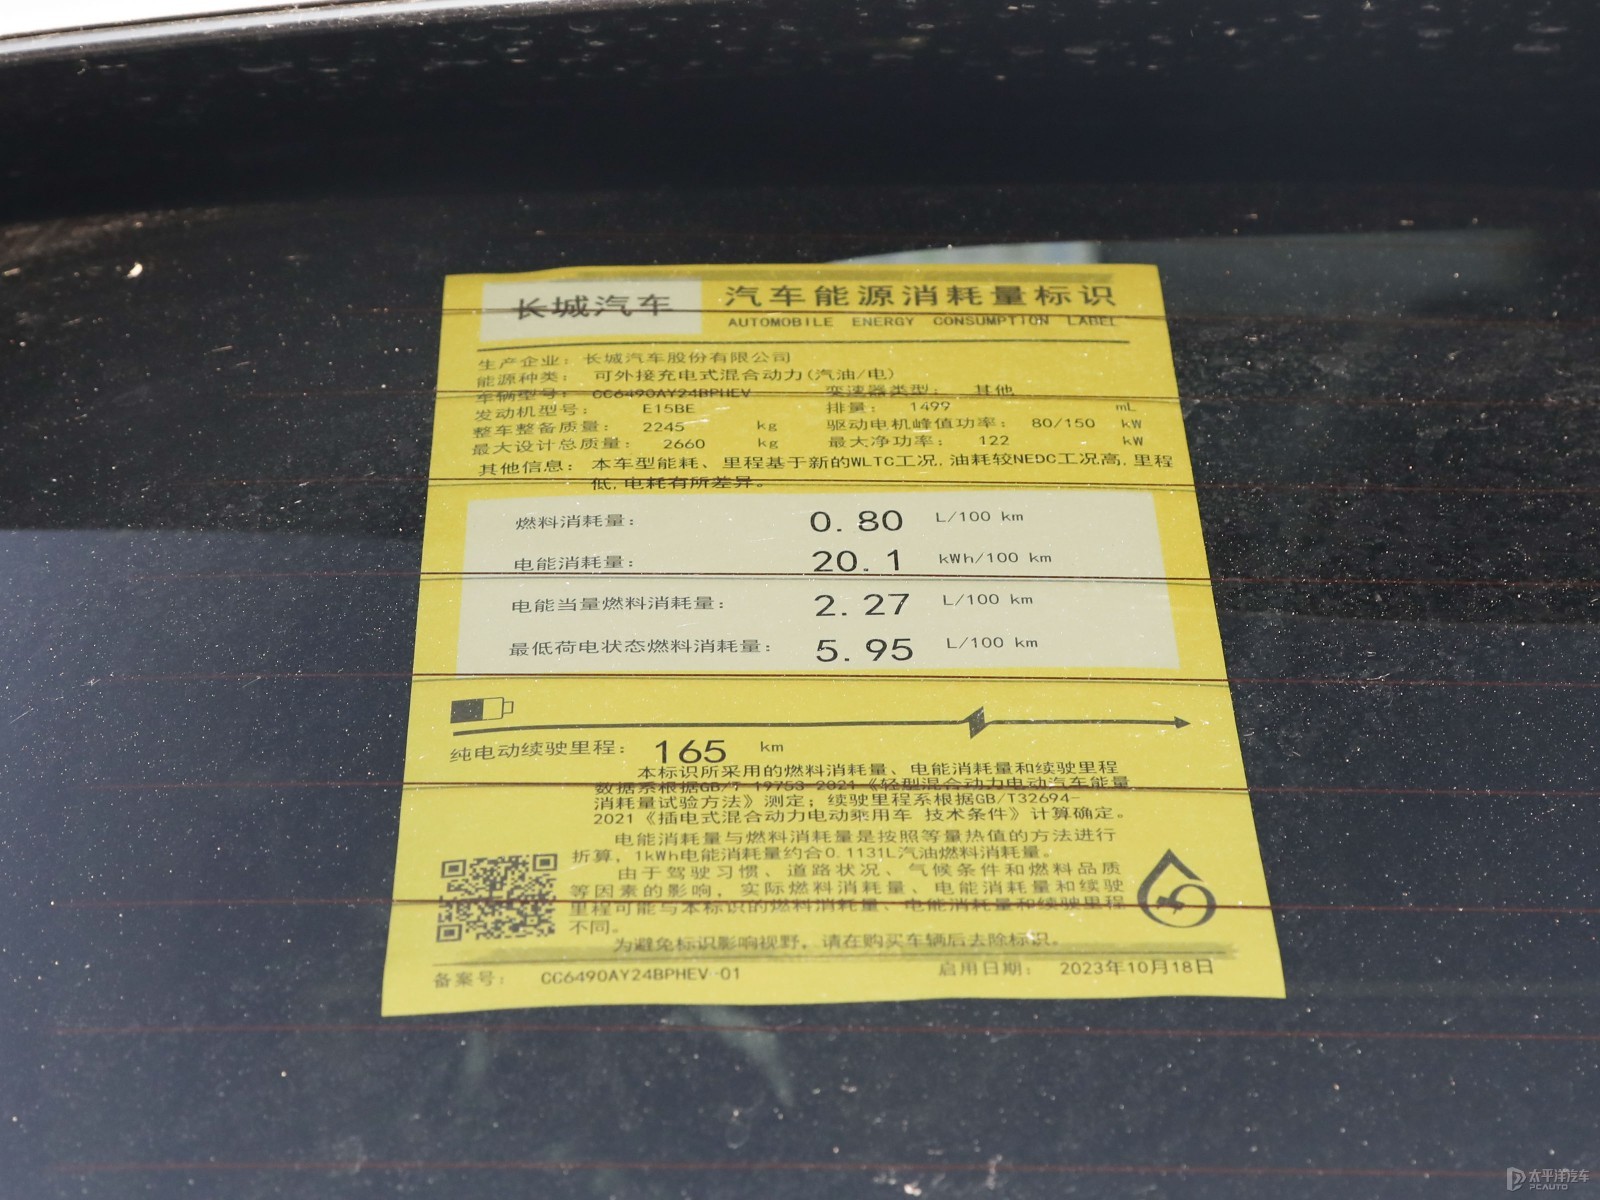 长城汽车
汽车能源消耗量标识
AUTOMOBILE ENERGY CONSUMPTION LABEL
生产企业: 长城汽车股份有限公司
能源种类: 可外接充电式混合动力(汽油/电)
车辆型号: CC6490AY24BPHEV 变速器类型: 其他
发动机型号: E15BE 排量: 1499 mL
整车整备质量: 2245 kg 驱动电机峰值功率: 80/150 kW
最大设计总质量: 2660 kg 最大净功率: 122 kW
其他信息: 本车型能耗、里程基于新的WLTC工况,油耗较NEDC工况高,里程
低,电耗有所差异。
燃料消耗量: 0.80 L/100 km
电能消耗量: 20.1 kWh/100 km
电能当量燃料消耗量: 2.27 L/100 km
最低荷电状态燃料消耗量: 5.95 L/100 km
纯电动续驶里程: 165 km
本标识所采用的燃料消耗量、电能消耗量和续驶里程
数据系根据GB/T 19753-2021《轻型混合动力电动汽车能量
消耗量试验方法》测定；续驶里程系根据GB/T32694-
2021《插电式混合动力电动乘用车 技术条件》计算确定。
电能消耗量与燃料消耗量是按照等量热值的方法进行
折算，1kWh电能消耗量约合0.1131L汽油燃料消耗量。
由于驾驶习惯、道路状况、气候条件和燃料品质
等因素的影响，实际燃料消耗量、电能消耗量和续驶
里程可能与本标识的燃料消耗量、电能消耗量和续驶里程
不同。
为避免标识影响视野，请在购买车辆后去除标识。
备案号: CC6490AY24BPHEV-01 启用日期: 2023年10月18日
太平洋汽车
PCAUTO